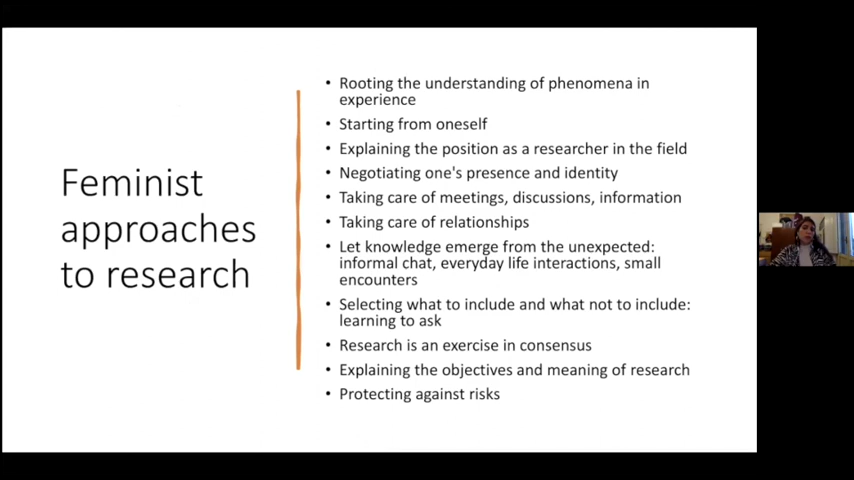 Feminist
approaches
to research
• Rooting the understanding of phenomena in
experience
• Starting from oneself
• Explaining the position as a researcher in the field
• Negotiating one's presence and identity
• Taking care of meetings, discussions, information
• Taking care of relationships
• Let knowledge emerge from the unexpected:
informal chat, everyday life interactions, small
encounters
• Selecting what to include and what not to include:
learning to ask
• Research is an exercise in consensus
• Explaining the objectives and meaning of research
• Protecting against risks